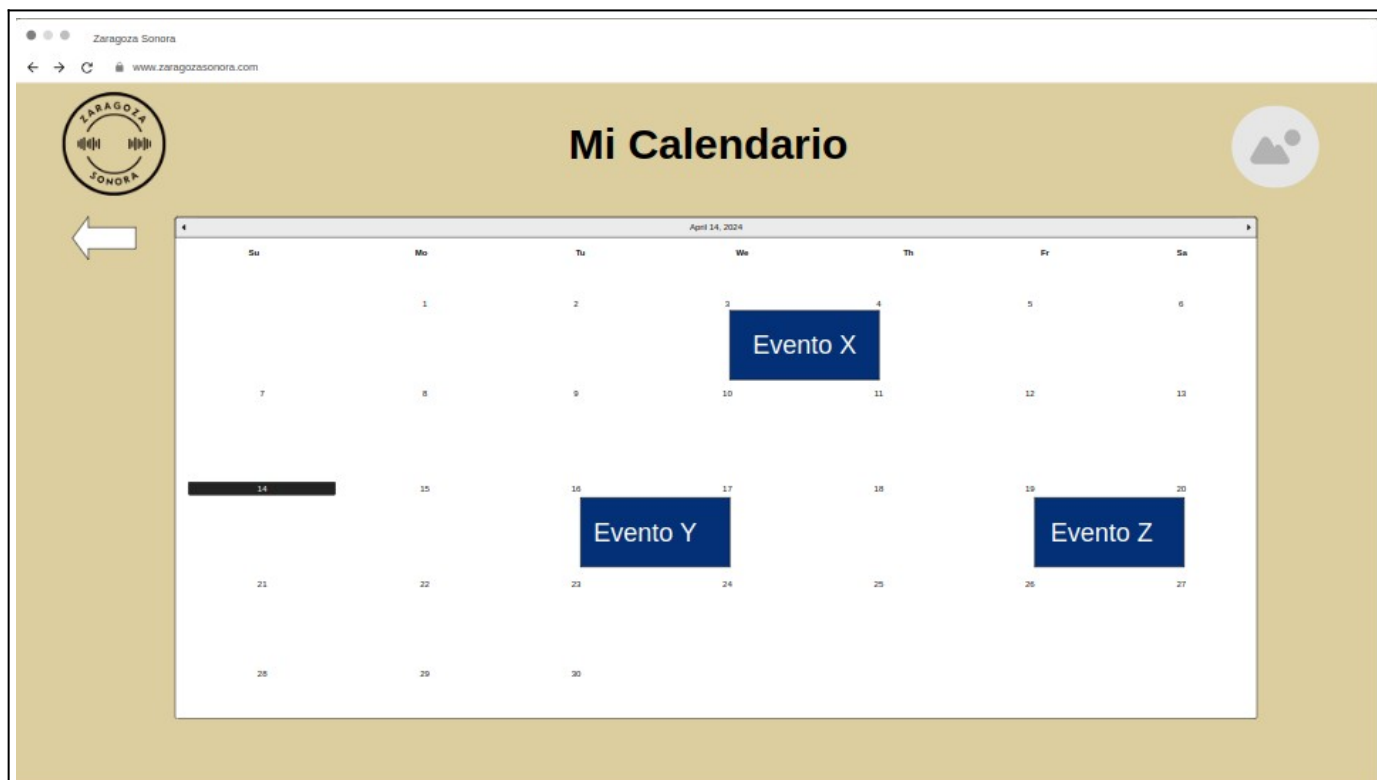 Zaragoza Sonora
www.zaragozasonora.com
ZARAGOZA
SONORA
Mi Calendario
April 14, 2024
Su Mo Tu We Th Fr Sa
1 2 3 4 5 6
Evento X
7 8 9 10 11 12 13
14 15 16 17 18 19 20
Evento Y Evento Z
21 22 23 24 25 26 27
28 29 30